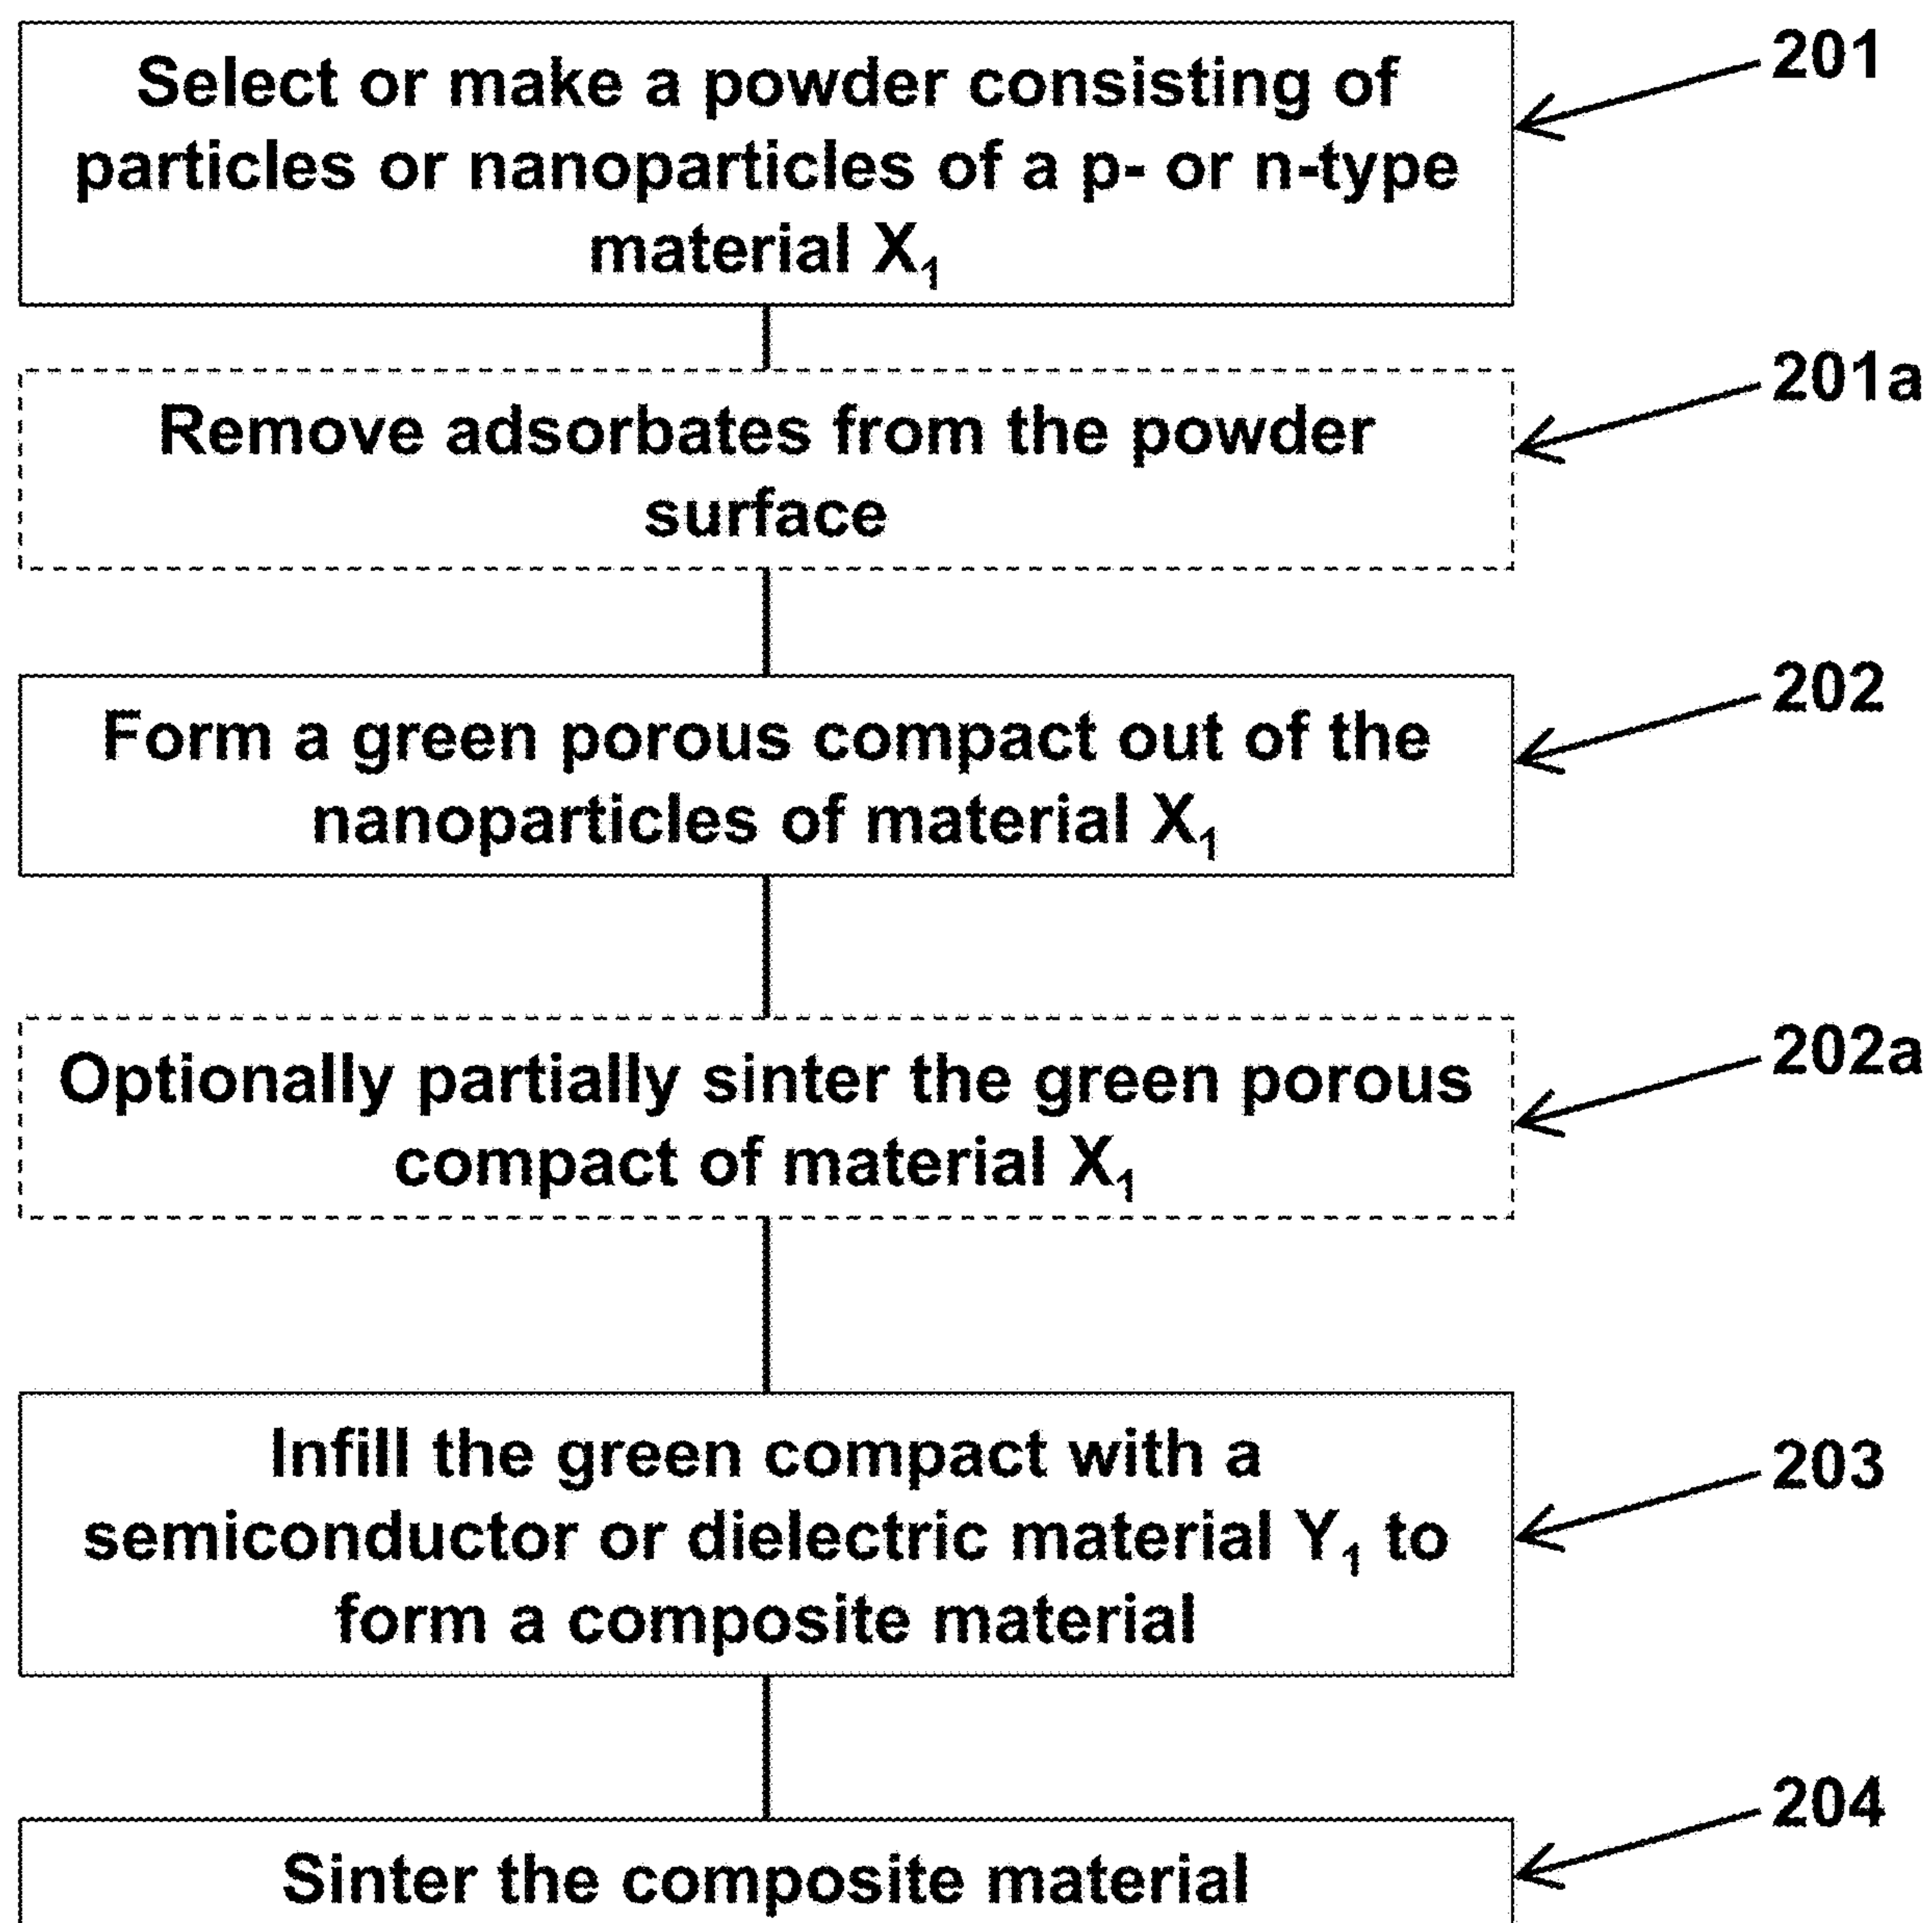 Select or make a powder consisting of
particles or nanoparticles of a p- or n-type
material X₁
201
Remove adsorbates from the powder
surface
201a
Form a green porous compact out of the
nanoparticles of material X₁
202
Optionally partially sinter the green porous
compact of material X₁
202a
Infill the green compact with a
semiconductor or dielectric material Y₁ to
form a composite material
203
Sinter the composite material
204